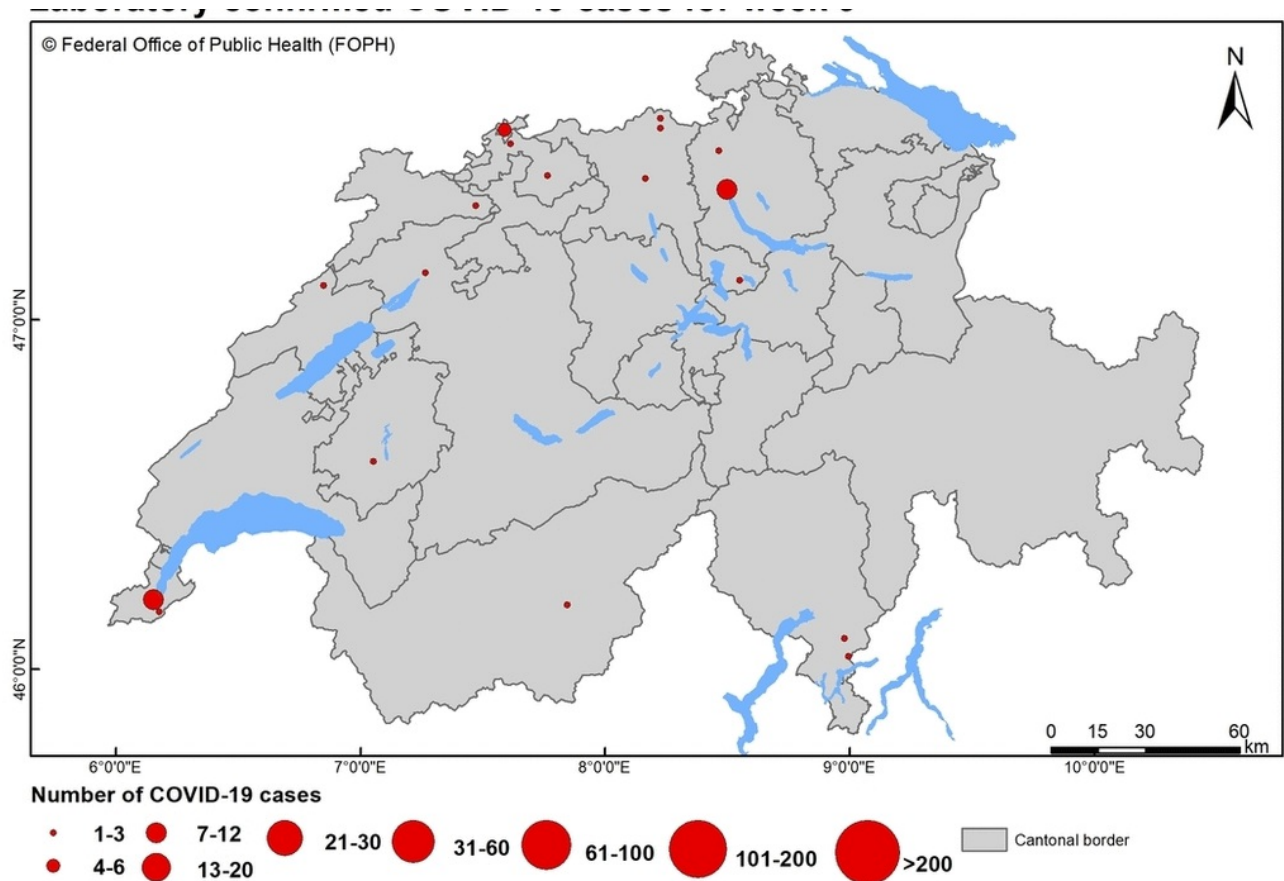 © Federal Office of Public Health (FOPH)
N
47°0'0"N
46°0'0"N
0 15 30 60
km
6°0'0"E 7°0'0"E 8°0'0"E 9°0'0"E 10°0'0"E
Number of COVID-19 cases
1-3 7-12 21-30 31-60 61-100 101-200 >200 Cantonal border
4-6 13-20